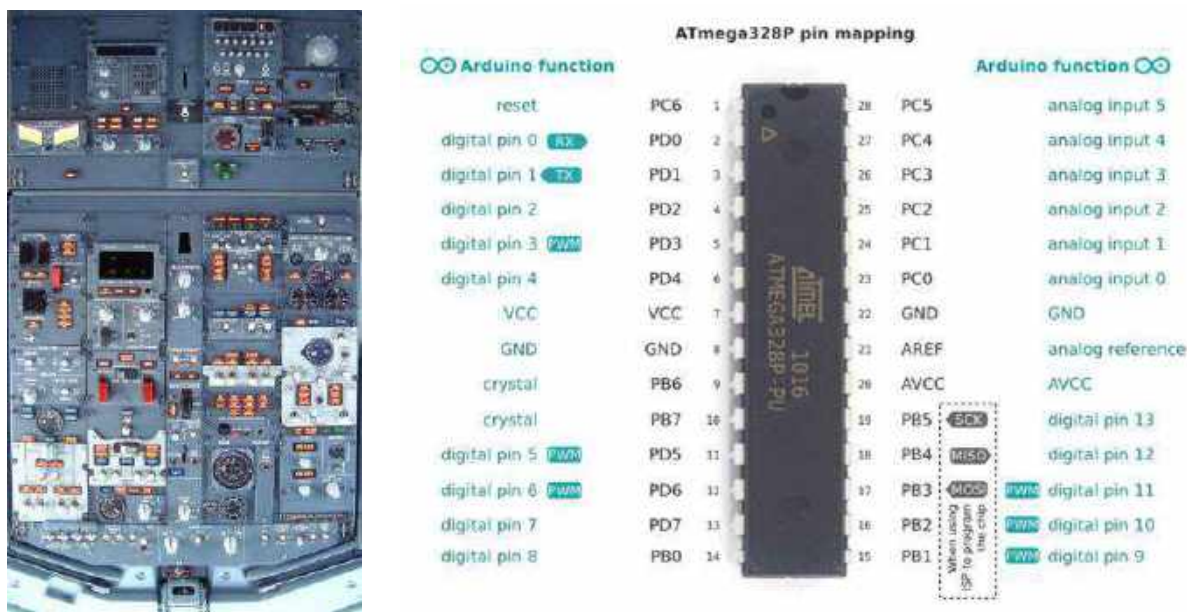 ATmega328P pin mapping
Arduino function Arduino function
reset PC6 1 28 PC5 analog input 5
digital pin 0 RX PD0 2 27 PC4 analog input 4
digital pin 1 TX PD1 3 26 PC3 analog input 3
digital pin 2 PD2 4 25 PC2 analog input 2
digital pin 3 PWM PD3 5 24 PC1 analog input 1
digital pin 4 PD4 6 23 PC0 analog input 0
VCC VCC 7 22 GND GND
GND GND 8 21 AREF analog reference
crystal PB6 9 20 AVCC AVCC
crystal PB7 10 19 PB5 SCK digital pin 13
digital pin 5 PWM PD5 11 18 PB4 MISO digital pin 12
digital pin 6 PWM PD6 12 17 PB3 MOSI PWM digital pin 11
digital pin 7 PD7 13 16 PB2 PWM digital pin 10
digital pin 8 PB0 14 15 PB1 PWM digital pin 9
When using
ISP to program
the chip
ATMEL 1016
ATMEGA328P-PU